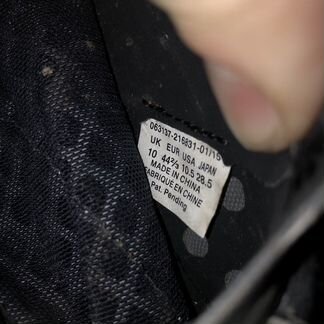 063137-216831-01/15
UK EUR USA JAPAN
10 44⅔ 10.5 28.5
MADE IN CHINA
FABRIQUE EN CHINE
Pat. Pending